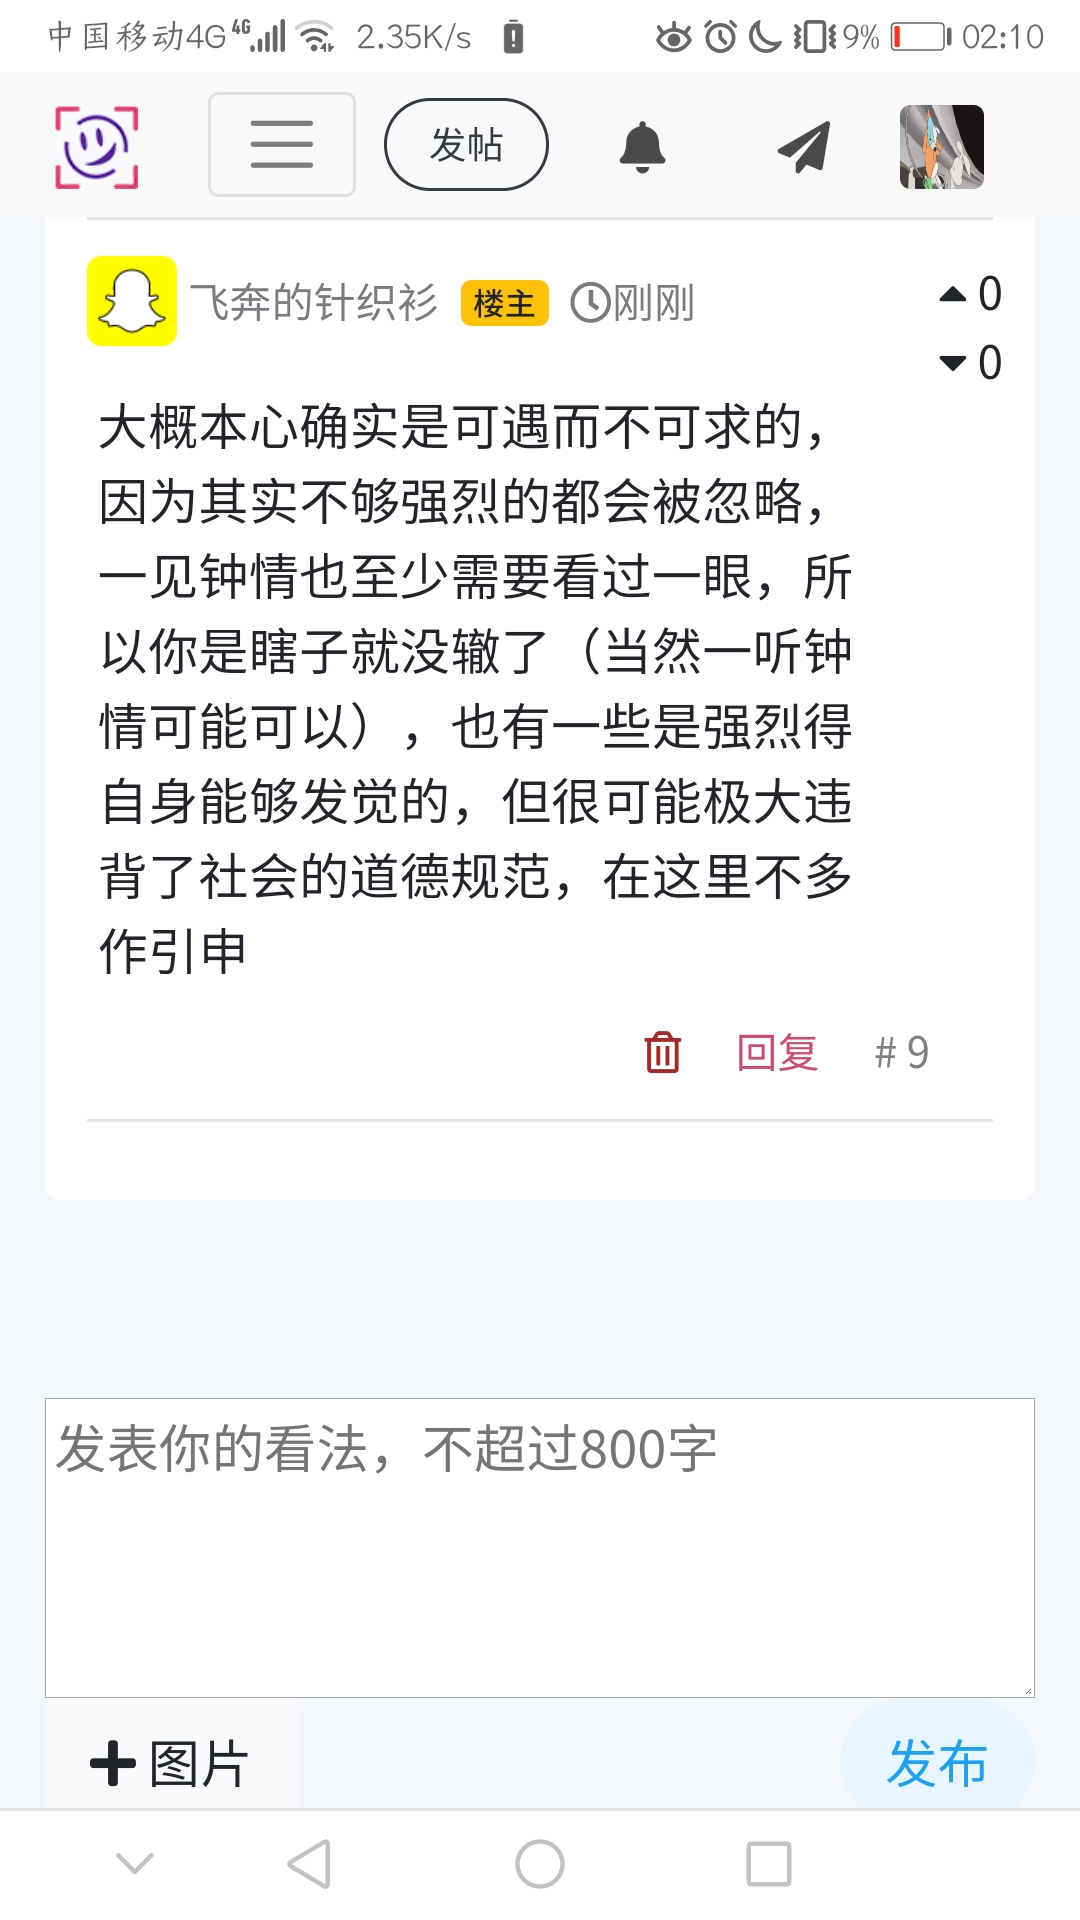 中国移动4G 4G 2.35K/s 9% 02:10
发帖
飞奔的针织衫 楼主 刚刚 0
0
大概本心确实是可遇而不可求的，
因为其实不够强烈的都会被忽略，
一见钟情也至少需要看过一眼，所
以你是瞎子就没辙了（当然一听钟
情可能可以），也有一些是强烈得
自身能够发觉的，但很可能极大违
背了社会的道德规范，在这里不多
作引申
回复 # 9
发表你的看法，不超过800字
图片 发布